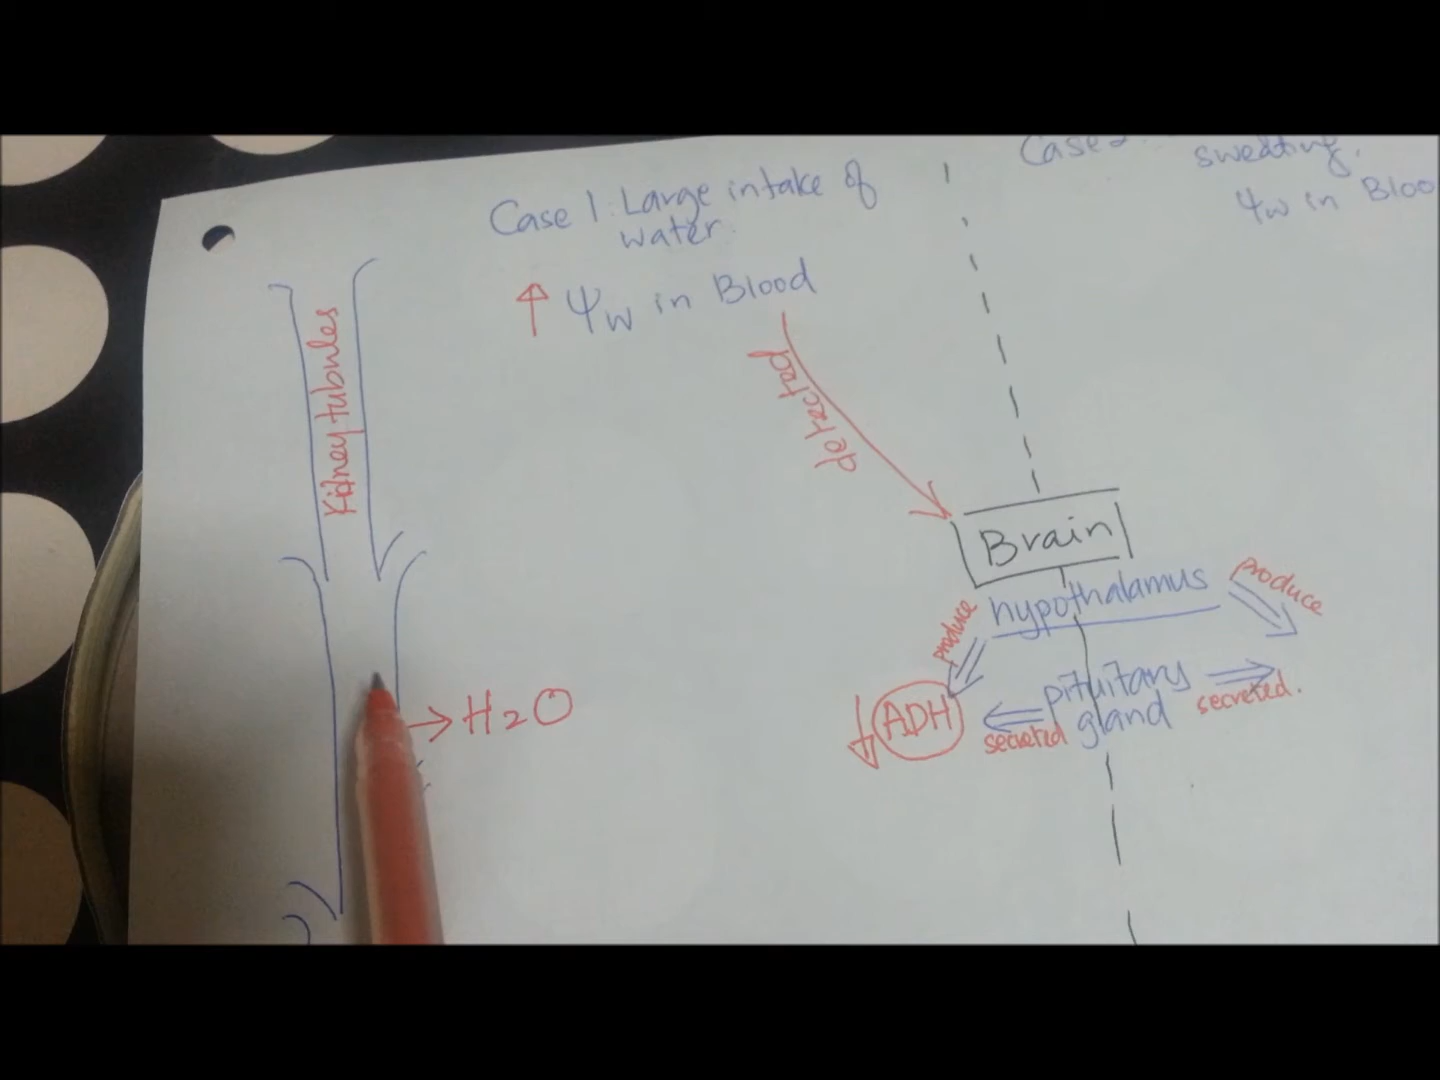 Case 1: Large intake of
water
↑ Ψw in Blood
detected
Kidney tubules
→ H2O
Case 2
sweating.
Ψw in Bloo
Brain
hypothalamus
produce
produce
pituitary
gland
secreted
secreted.
↓ ADH